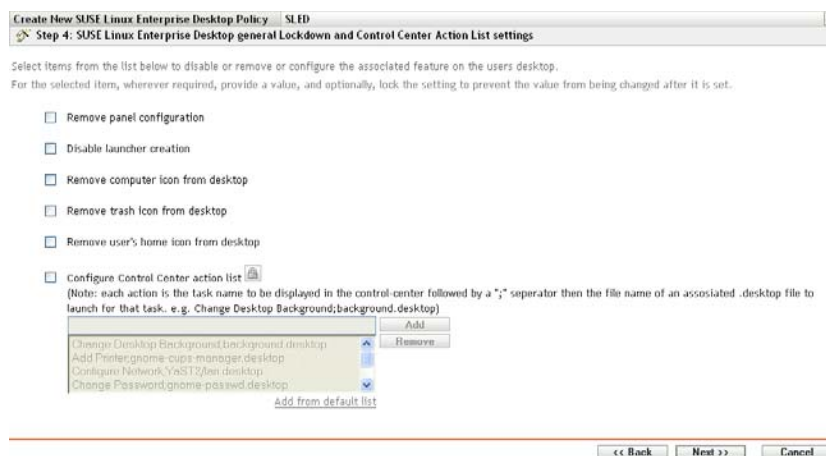 Create New SUSE Linux Enterprise Desktop Policy SLED
Step 4: SUSE Linux Enterprise Desktop general Lockdown and Control Center Action List settings
Select items from the list below to disable or remove or configure the associated feature on the users desktop.
For the selected item, wherever required, provide a value, and optionally, lock the setting to prevent the value from being changed after it is set.
Remove panel configuration
Disable launcher creation
Remove computer icon from desktop
Remove trash icon from desktop
Remove user's home icon from desktop
Configure Control Center action list
(Note: each action is the task name to be displayed in the control-center followed by a ";" seperator then the file name of an assosiated .desktop file to
launch for that task. e.g. Change Desktop Background;background.desktop)
Add
Change Desktop Background;background.desktop
Remove
Add Printer;gnome-cups-manager.desktop
Configure Network;YaST2/lan.desktop
Change Password;gnome-passwd.desktop
Add from default list
<< Back Next >> Cancel